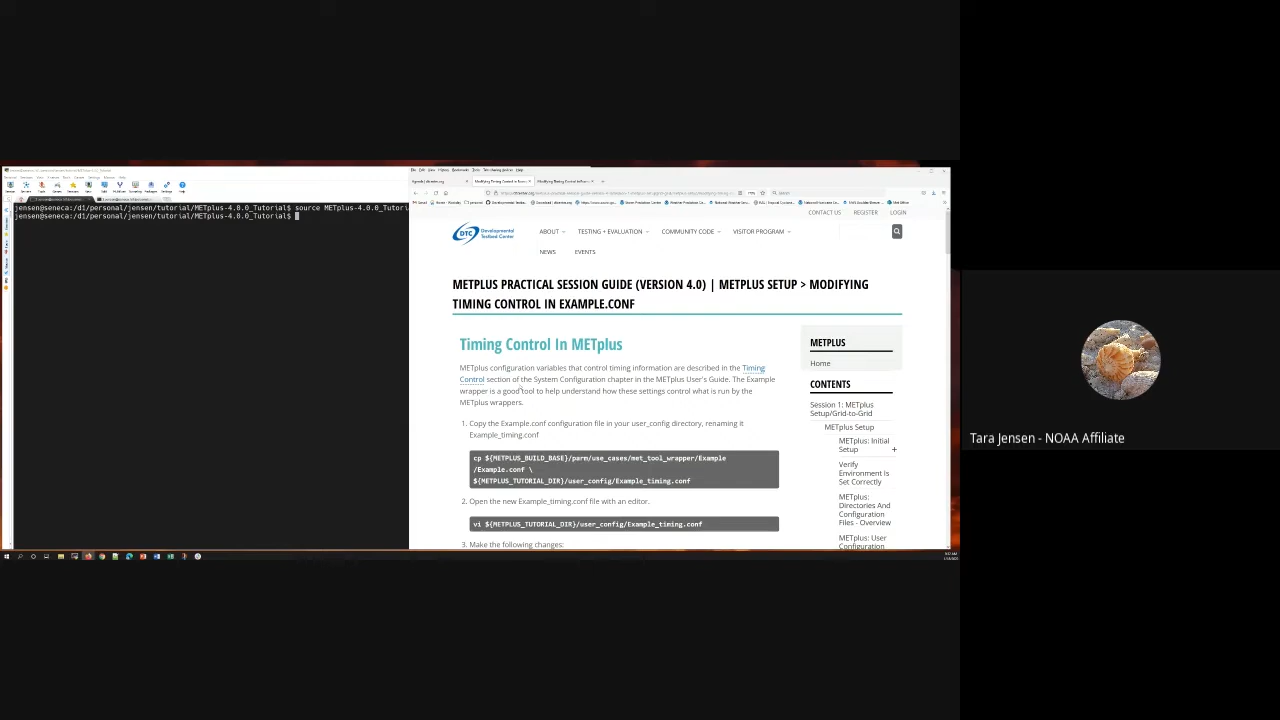 jensen@seneca:/d1/personal/jensen/tutorial/METplus-4.0.0_Tutorial$ source METplus-4.0.0_Tutori
jensen@seneca:/d1/personal/jensen/tutorial/METplus-4.0.0_Tutorial$
CONTACT US REGISTER LOGIN
DTC Developmental Testbed Center
ABOUT TESTING + EVALUATION COMMUNITY CODE VISITOR PROGRAM
NEWS EVENTS
METPLUS PRACTICAL SESSION GUIDE (VERSION 4.0) | METPLUS SETUP > MODIFYING
TIMING CONTROL IN EXAMPLE.CONF
Timing Control In METplus
METplus configuration variables that control timing information are described in the Timing
Control section of the System Configuration chapter in the METplus User's Guide. The Example
wrapper is a good tool to help understand how these settings control what is run by the
METplus wrappers.
1. Copy the Example.conf configuration file in your user_config directory, renaming it
Example_timing.conf
cp ${METPLUS_BUILD_BASE}/parm/use_cases/met_tool_wrapper/Example
/Example.conf \
${METPLUS_TUTORIAL_DIR}/user_config/Example_timing.conf
2. Open the new Example_timing.conf file with an editor.
vi ${METPLUS_TUTORIAL_DIR}/user_config/Example_timing.conf
3. Make the following changes:
METPLUS
Home
CONTENTS
Session 1: METplus
Setup/Grid-to-Grid
METplus Setup
METplus: Initial
Setup +
Verify
Environment Is
Set Correctly
METplus:
Directories And
Configuration
Files - Overview
METplus: User
Configuration
Tara Jensen - NOAA Affiliate